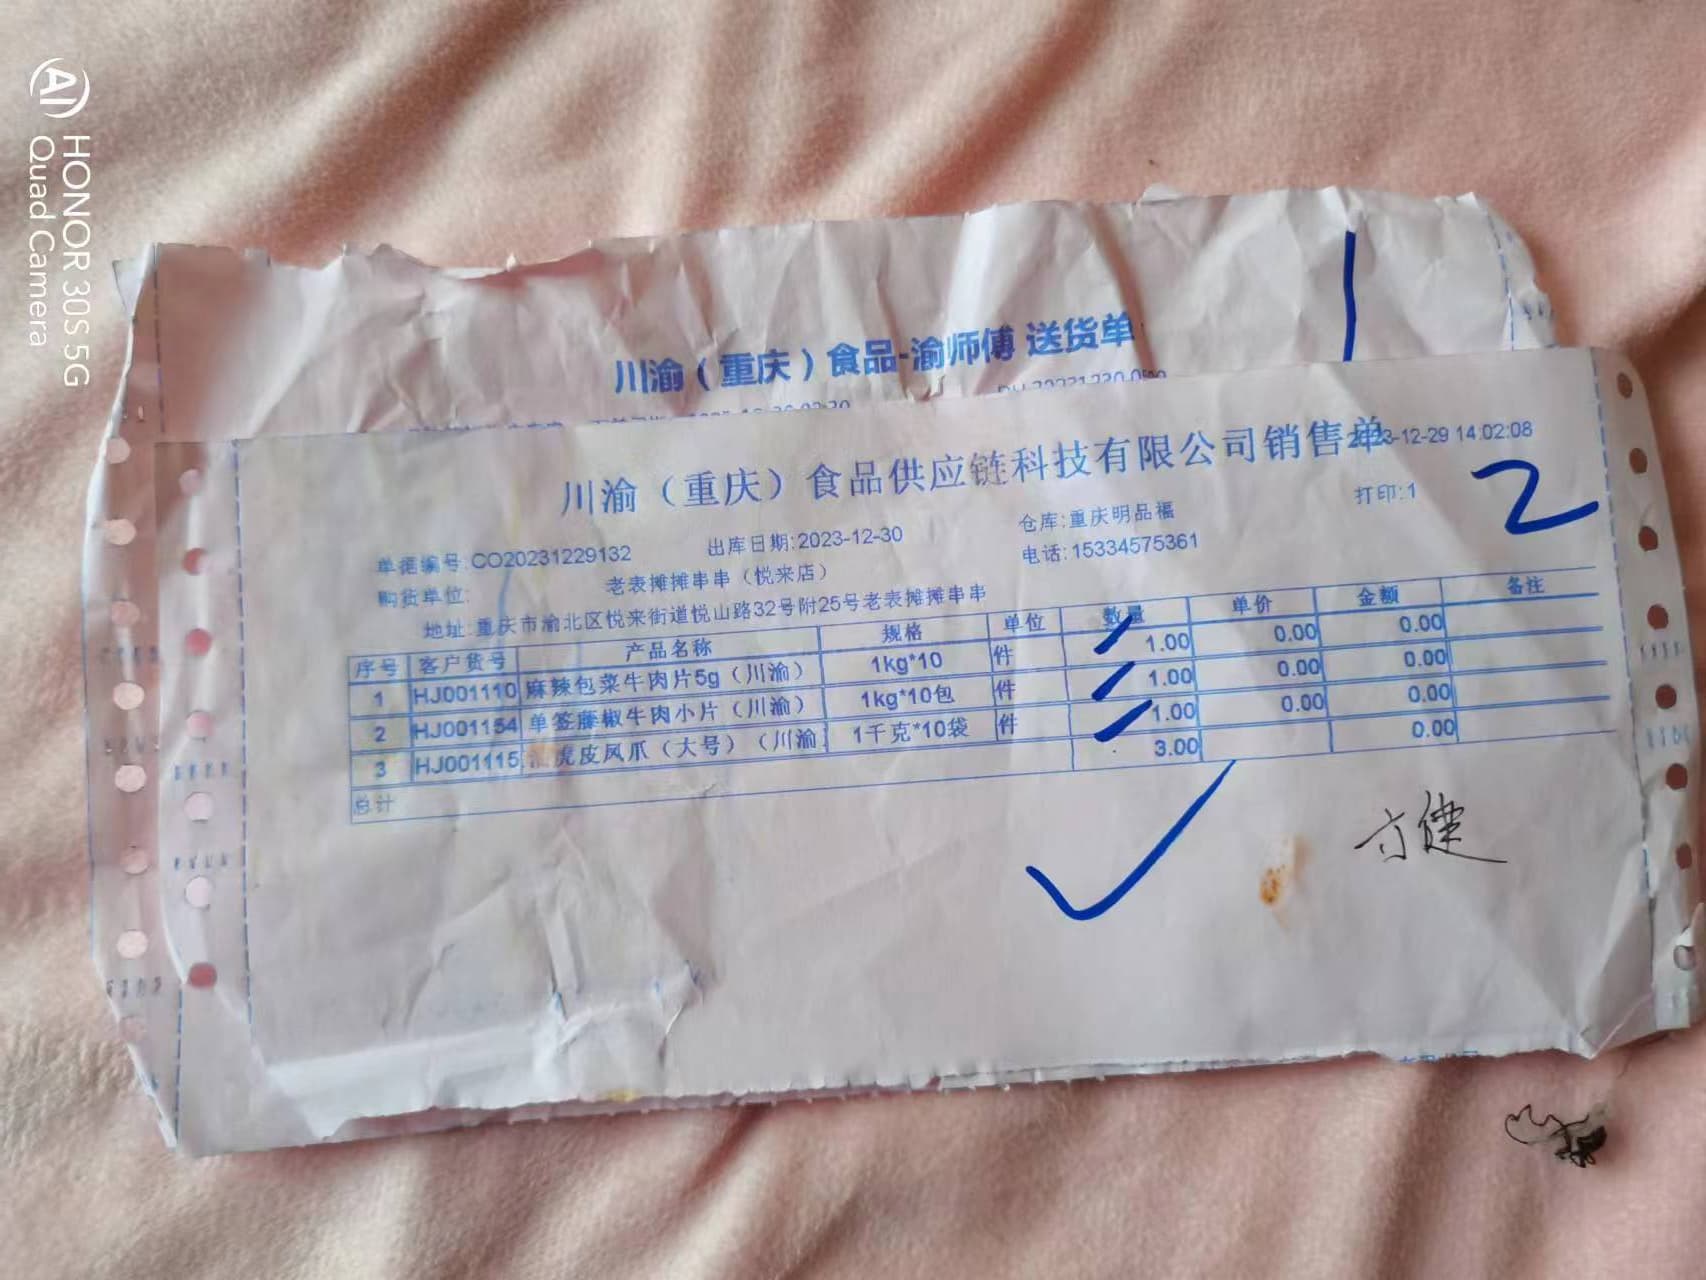 HONOR 30S 5G
Quad Camera
川渝（重庆）食品-渝师傅 送货单
川渝（重庆）食品供应链科技有限公司销售单
2023-12-29 14:02:08
2
单据编号:CO20231229132 出库日期:2023-12-30 仓库:重庆明品福 打印:1
购货单位: 老表摊摊串串（悦来店） 电话:15334575361
地址:重庆市渝北区悦来街道悦山路32号附25号老表摊摊串串
序号 客户货号 产品名称 规格 单位 数量 单价 金额 备注
1 HJ001110 麻辣包菜牛肉片5g（川渝） 1kg*10 件 1.00 0.00 0.00
2 HJ001154 单签藤椒牛肉小片（川渝） 1kg*10包 件 1.00 0.00 0.00
3 HJ001115 虎皮凤爪（大号）（川渝 1千克*10袋 件 1.00 0.00 0.00
总计 3.00 0.00